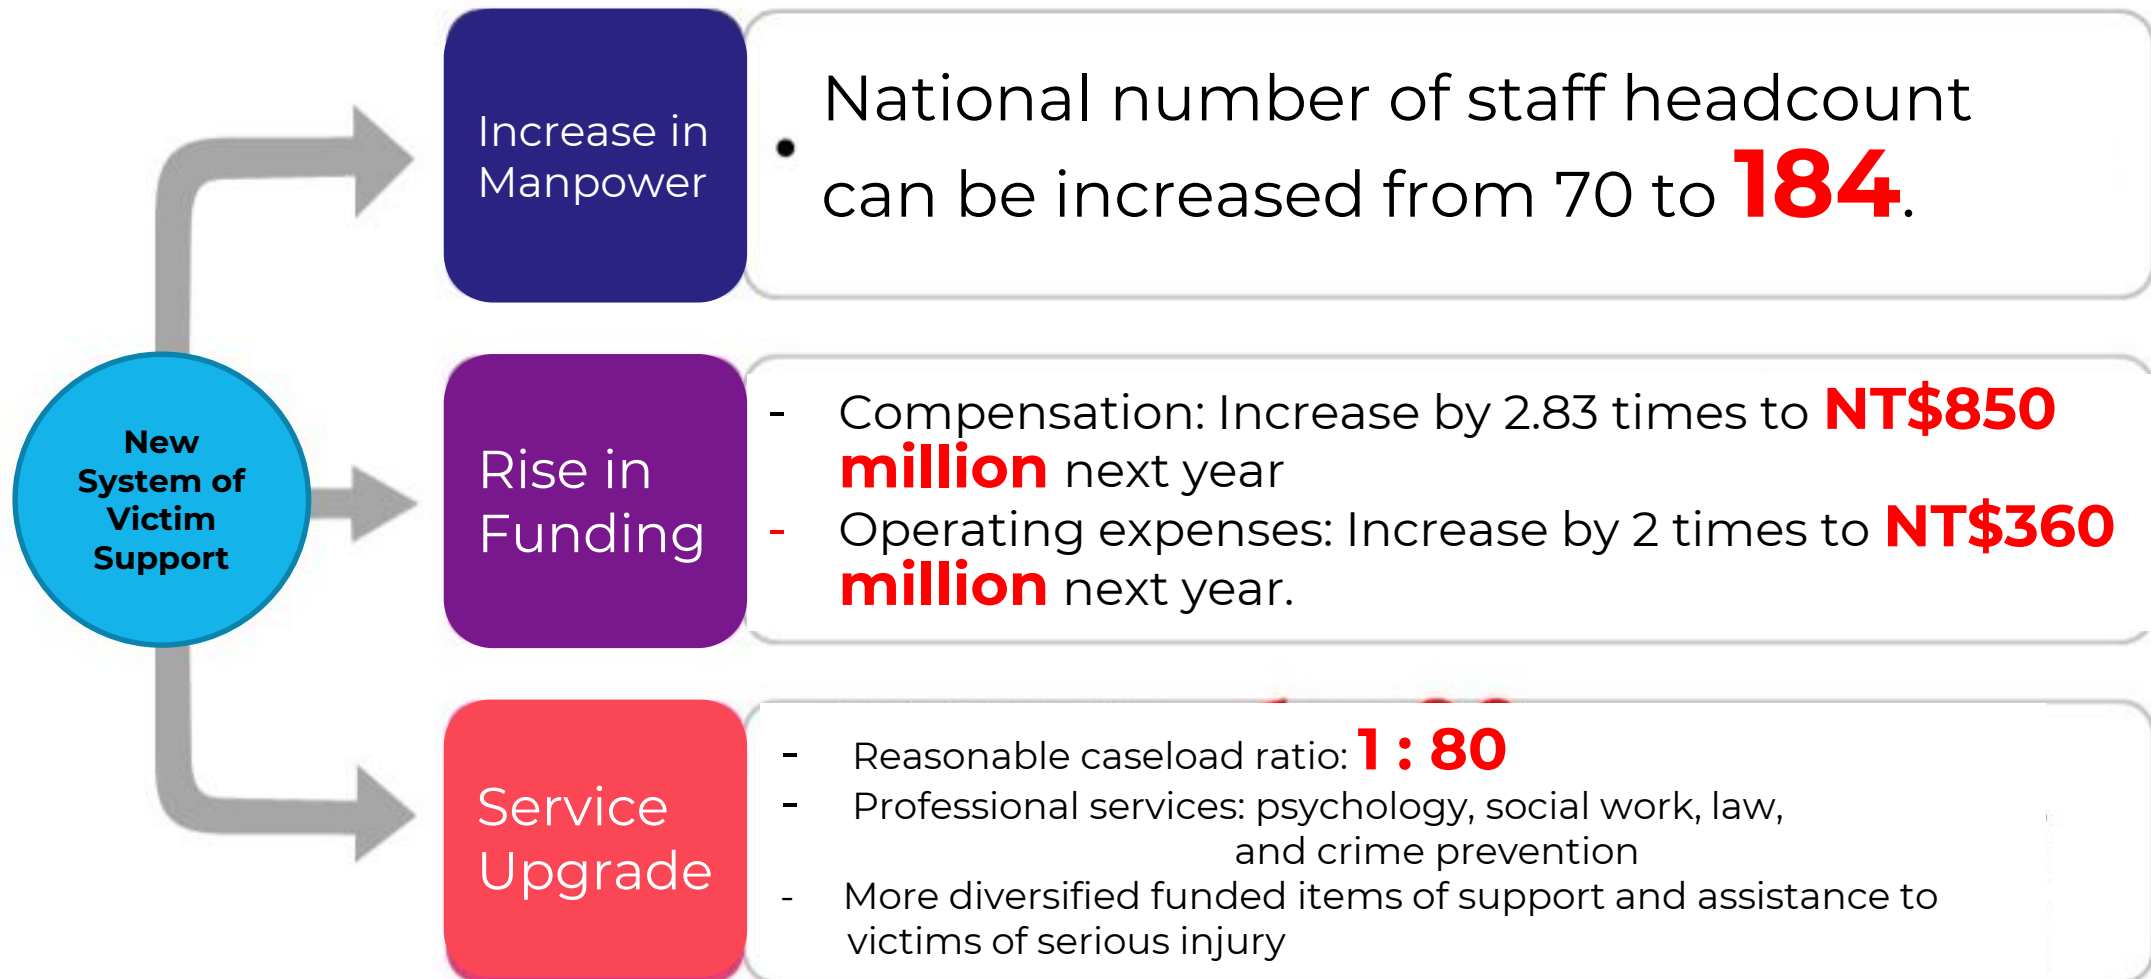 New
System of
Victim
Support
Increase in
Manpower
• National number of staff headcount
can be increased from 70 to 184.
Rise in
Funding
- Compensation: Increase by 2.83 times to NT$850
million next year
- Operating expenses: Increase by 2 times to NT$360
million next year.
Service
Upgrade
- Reasonable caseload ratio: 1 : 80
- Professional services: psychology, social work, law,
and crime prevention
- More diversified funded items of support and assistance to
victims of serious injury